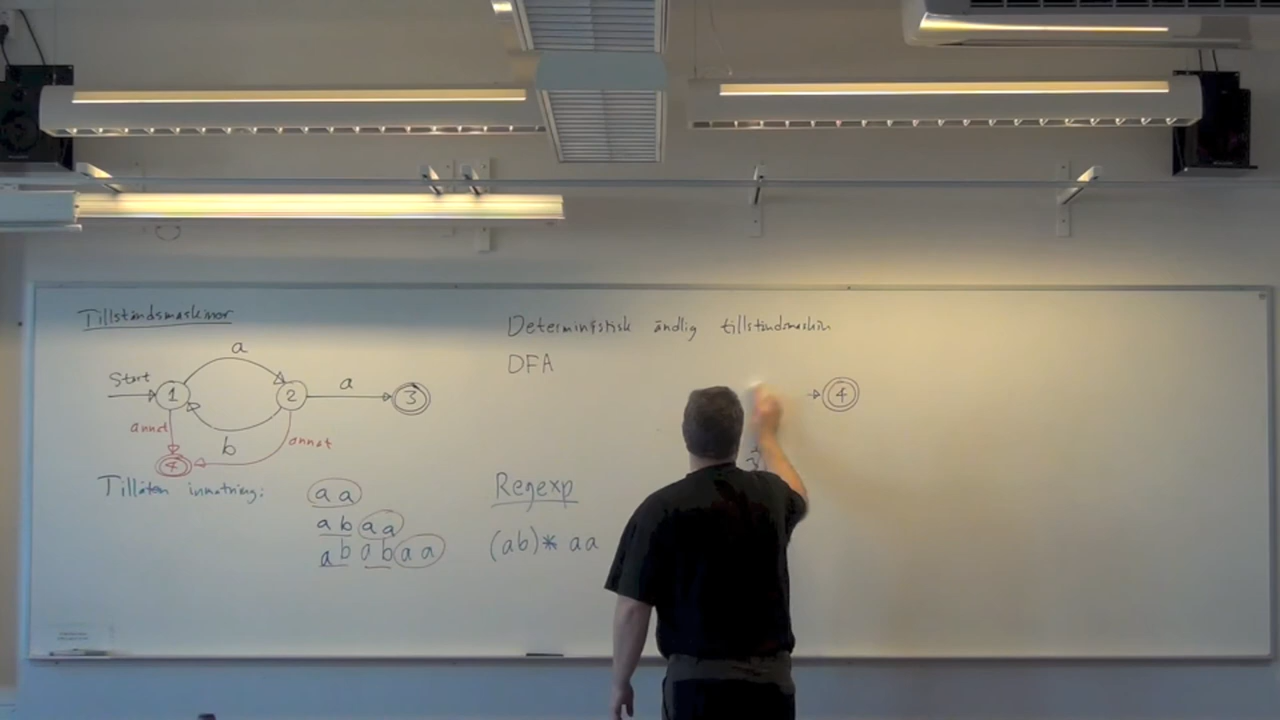 Tillståndsmaskiner
a
Start
1
2
a
3
annat
b
annat
4
Tillåten inmatning:
aa
abaa
ababaa
Deterministisk ändlig tillståndsmaskin
DFA
4
Regexp
(ab)* aa